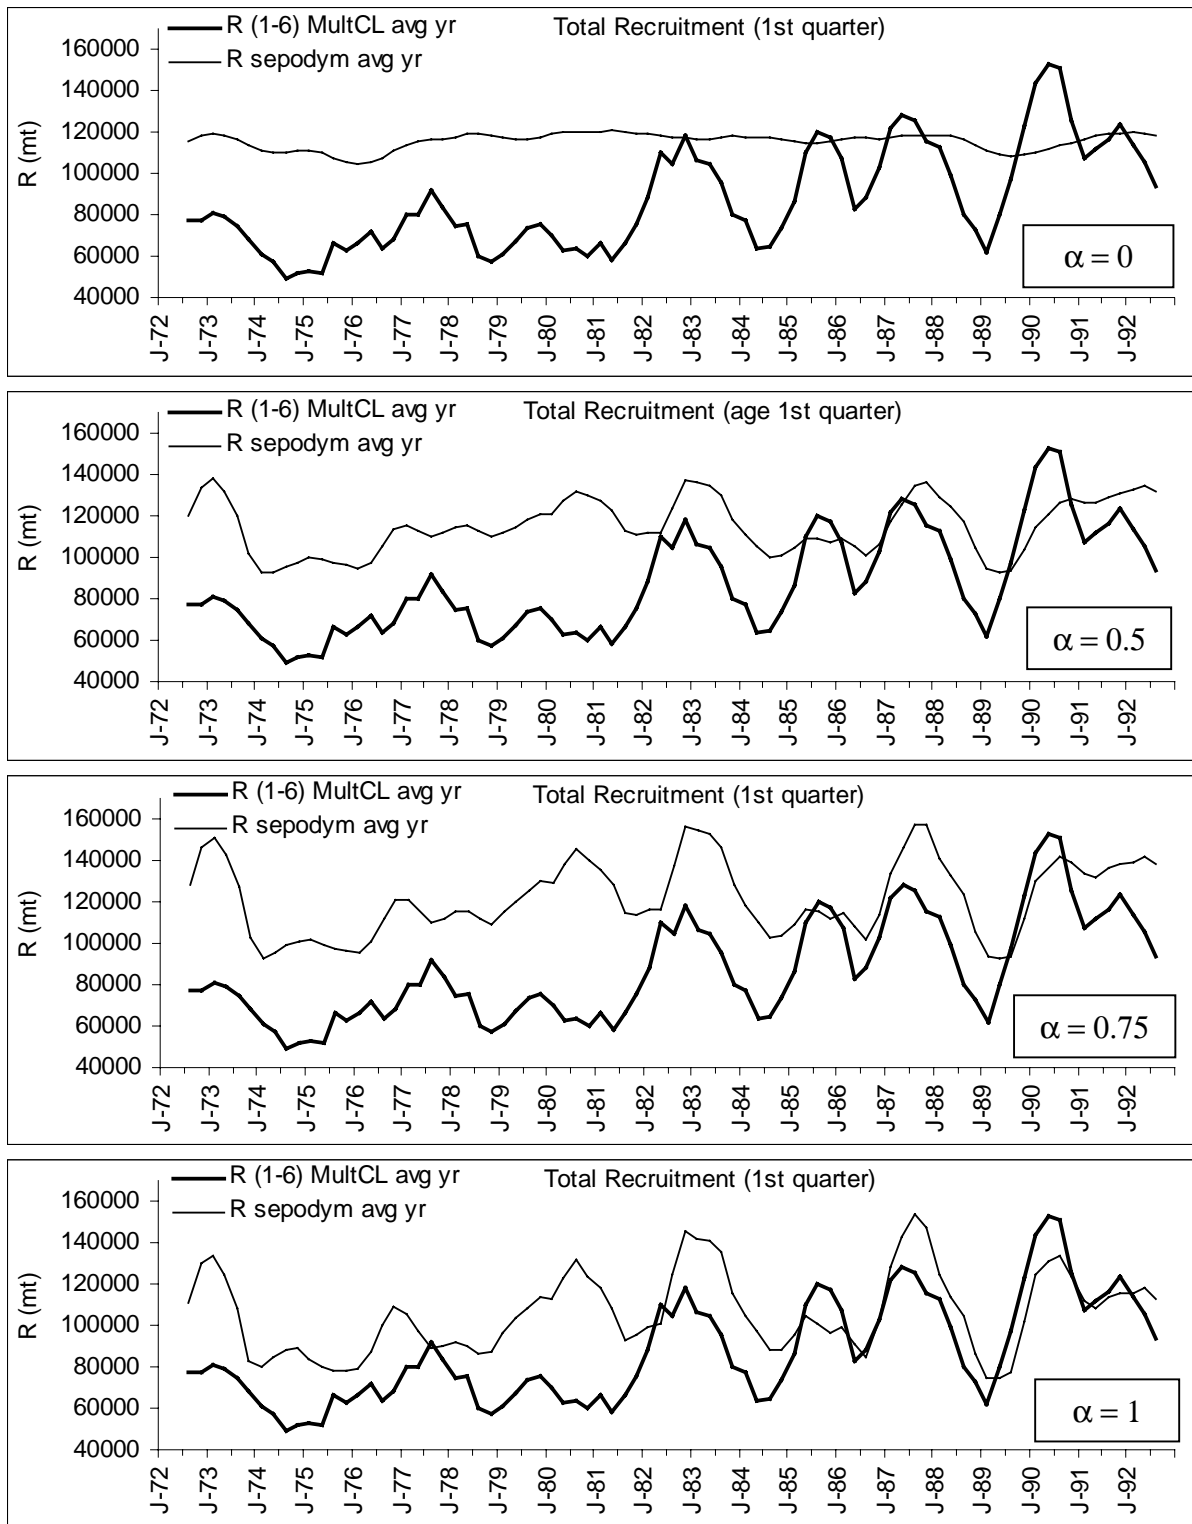 R (1-6) MultCL avg yr
Total Recruitment (1st quarter)
R sepodym avg yr
R (mt)
160000
140000
120000
100000
80000
60000
40000
α = 0
J-72 J-73 J-74 J-75 J-76 J-77 J-78 J-79 J-80 J-81 J-82 J-83 J-84 J-85 J-86 J-87 J-88 J-89 J-90 J-91 J-92
R (1-6) MultCL avg yr
Total Recruitment (age 1st quarter)
R sepodym avg yr
R (mt)
160000
140000
120000
100000
80000
60000
40000
α = 0.5
J-72 J-73 J-74 J-75 J-76 J-77 J-78 J-79 J-80 J-81 J-82 J-83 J-84 J-85 J-86 J-87 J-88 J-89 J-90 J-91 J-92
R (1-6) MultCL avg yr
Total Recruitment (1st quarter)
R sepodym avg yr
R (mt)
160000
140000
120000
100000
80000
60000
40000
α = 0.75
J-72 J-73 J-74 J-75 J-76 J-77 J-78 J-79 J-80 J-81 J-82 J-83 J-84 J-85 J-86 J-87 J-88 J-89 J-90 J-91 J-92
R (1-6) MultCL avg yr
Total Recruitment (1st quarter)
R sepodym avg yr
R (mt)
160000
140000
120000
100000
80000
60000
40000
α = 1
J-72 J-73 J-74 J-75 J-76 J-77 J-78 J-79 J-80 J-81 J-82 J-83 J-84 J-85 J-86 J-87 J-88 J-89 J-90 J-91 J-92